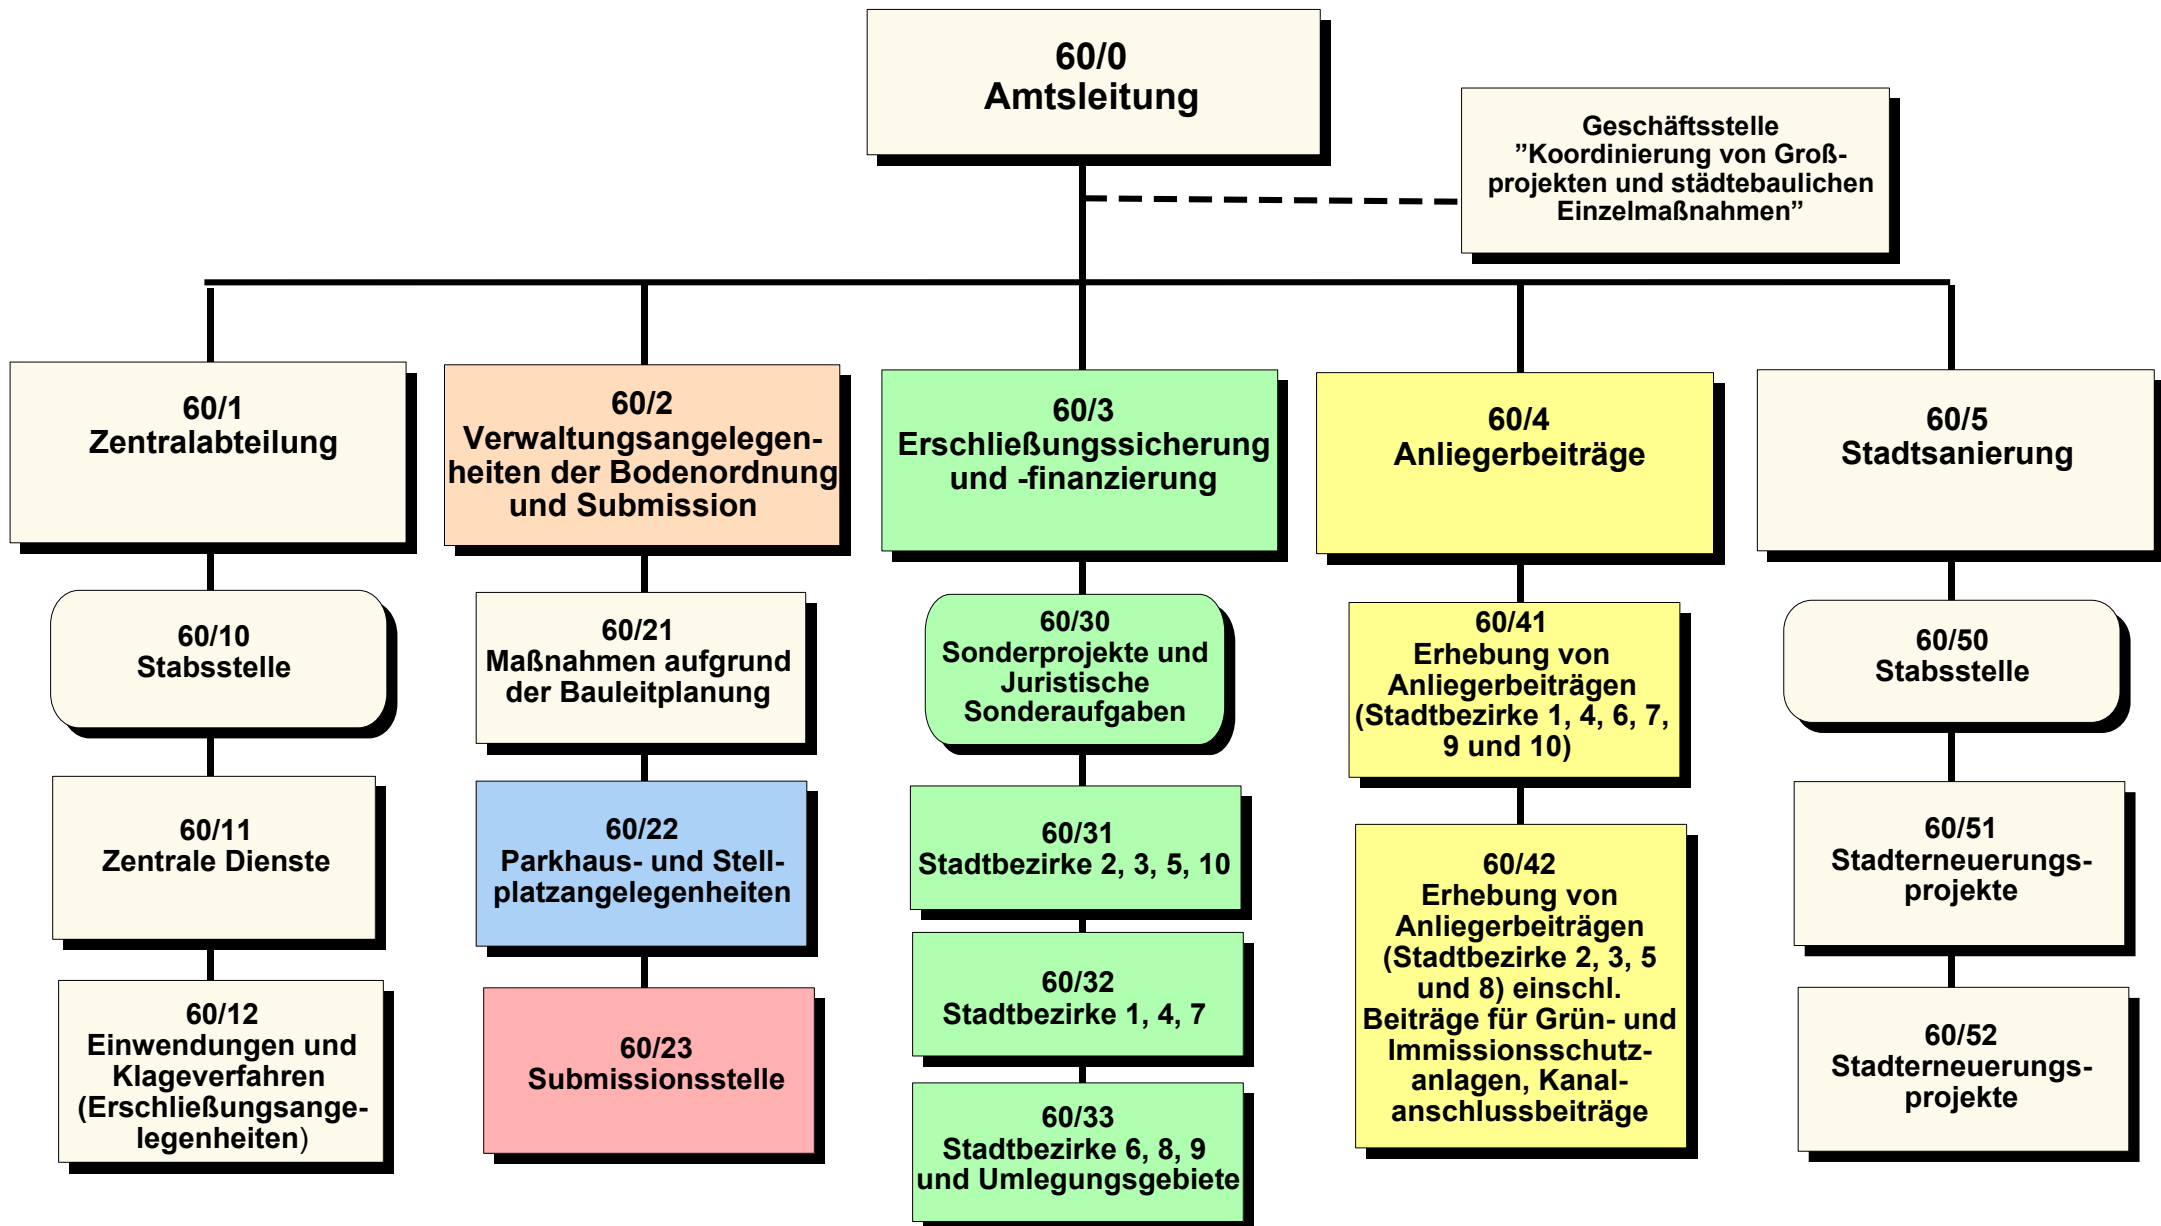 60/0
Amtsleitung
Geschäftsstelle
”Koordinierung von Groß-
projekten und städtebaulichen
Einzelmaßnahmen”
60/1
Zentralabteilung
60/10
Stabsstelle
60/11
Zentrale Dienste
60/12
Einwendungen und
Klageverfahren
(Erschließungsange-
legenheiten)
60/2
Verwaltungsangelegen-
heiten der Bodenordnung
und Submission
60/21
Maßnahmen aufgrund
der Bauleitplanung
60/22
Parkhaus- und Stell-
platzangelegenheiten
60/23
Submissionsstelle
60/3
Erschließungssicherung
und -finanzierung
60/30
Sonderprojekte und
Juristische
Sonderaufgaben
60/31
Stadtbezirke 2, 3, 5, 10
60/32
Stadtbezirke 1, 4, 7
60/33
Stadtbezirke 6, 8, 9
und Umlegungsgebiete
60/4
Anliegerbeiträge
60/41
Erhebung von
Anliegerbeiträgen
(Stadtbezirke 1, 4, 6, 7,
9 und 10)
60/42
Erhebung von
Anliegerbeiträgen
(Stadtbezirke 2, 3, 5
und 8) einschl.
Beiträge für Grün- und
Immissionsschutz-
anlagen, Kanal-
anschlussbeiträge
60/5
Stadtsanierung
60/50
Stabsstelle
60/51
Stadterneuerungs-
projekte
60/52
Stadterneuerungs-
projekte